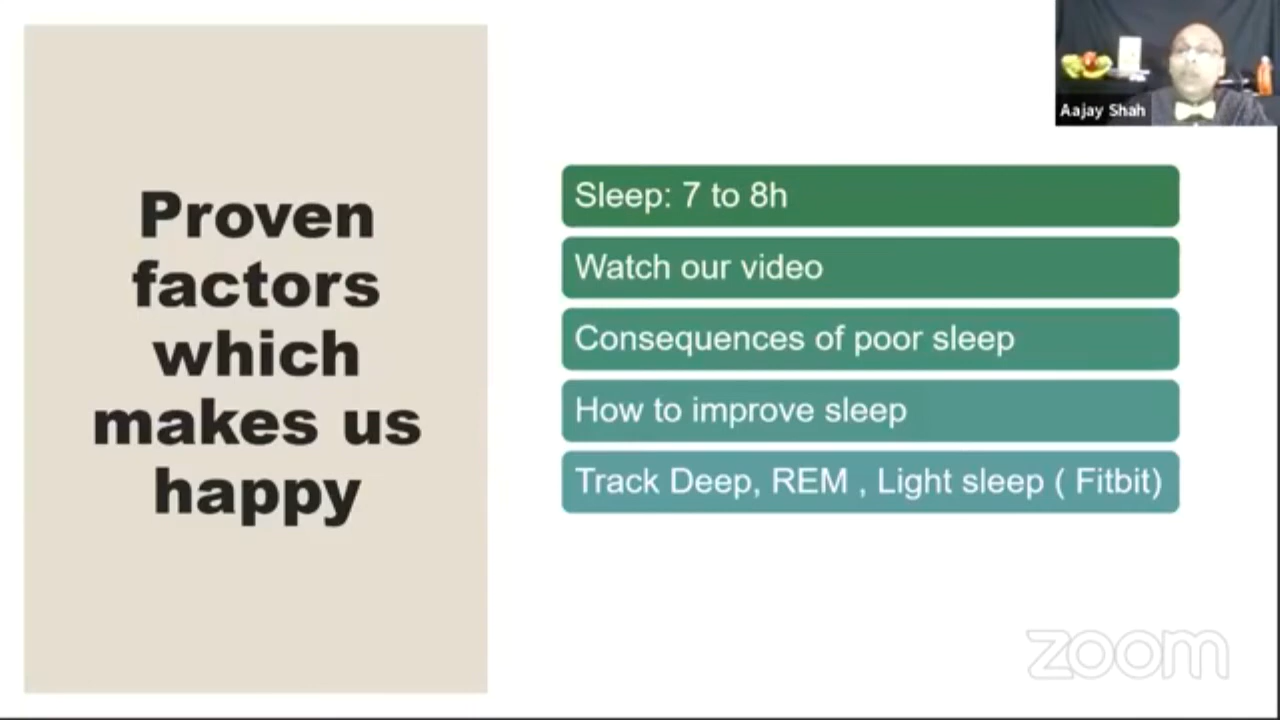 Proven
factors
which
makes us
happy
Aajay Shah
Sleep: 7 to 8h
Watch our video
Consequences of poor sleep
How to improve sleep
Track Deep, REM , Light sleep ( Fitbit)
zoom